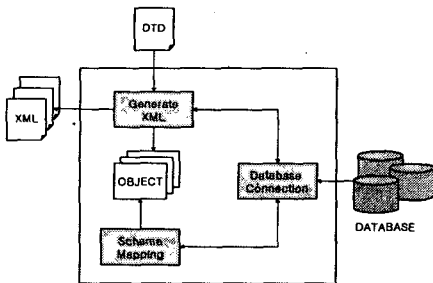 DTD
XML
Generate
XML
OBJECT
Database
Connection
Schema
Mapping
DATABASE